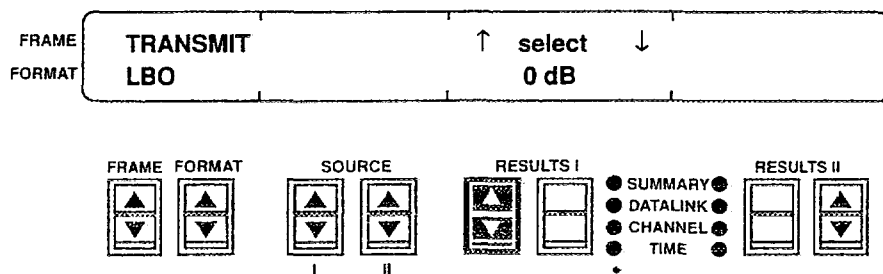 FRAME TRANSMIT ↑ select ↓
FORMAT LBO 0 dB
FRAME FORMAT SOURCE RESULTS I RESULTS II
SUMMARY
DATALINK
CHANNEL
TIME
I II